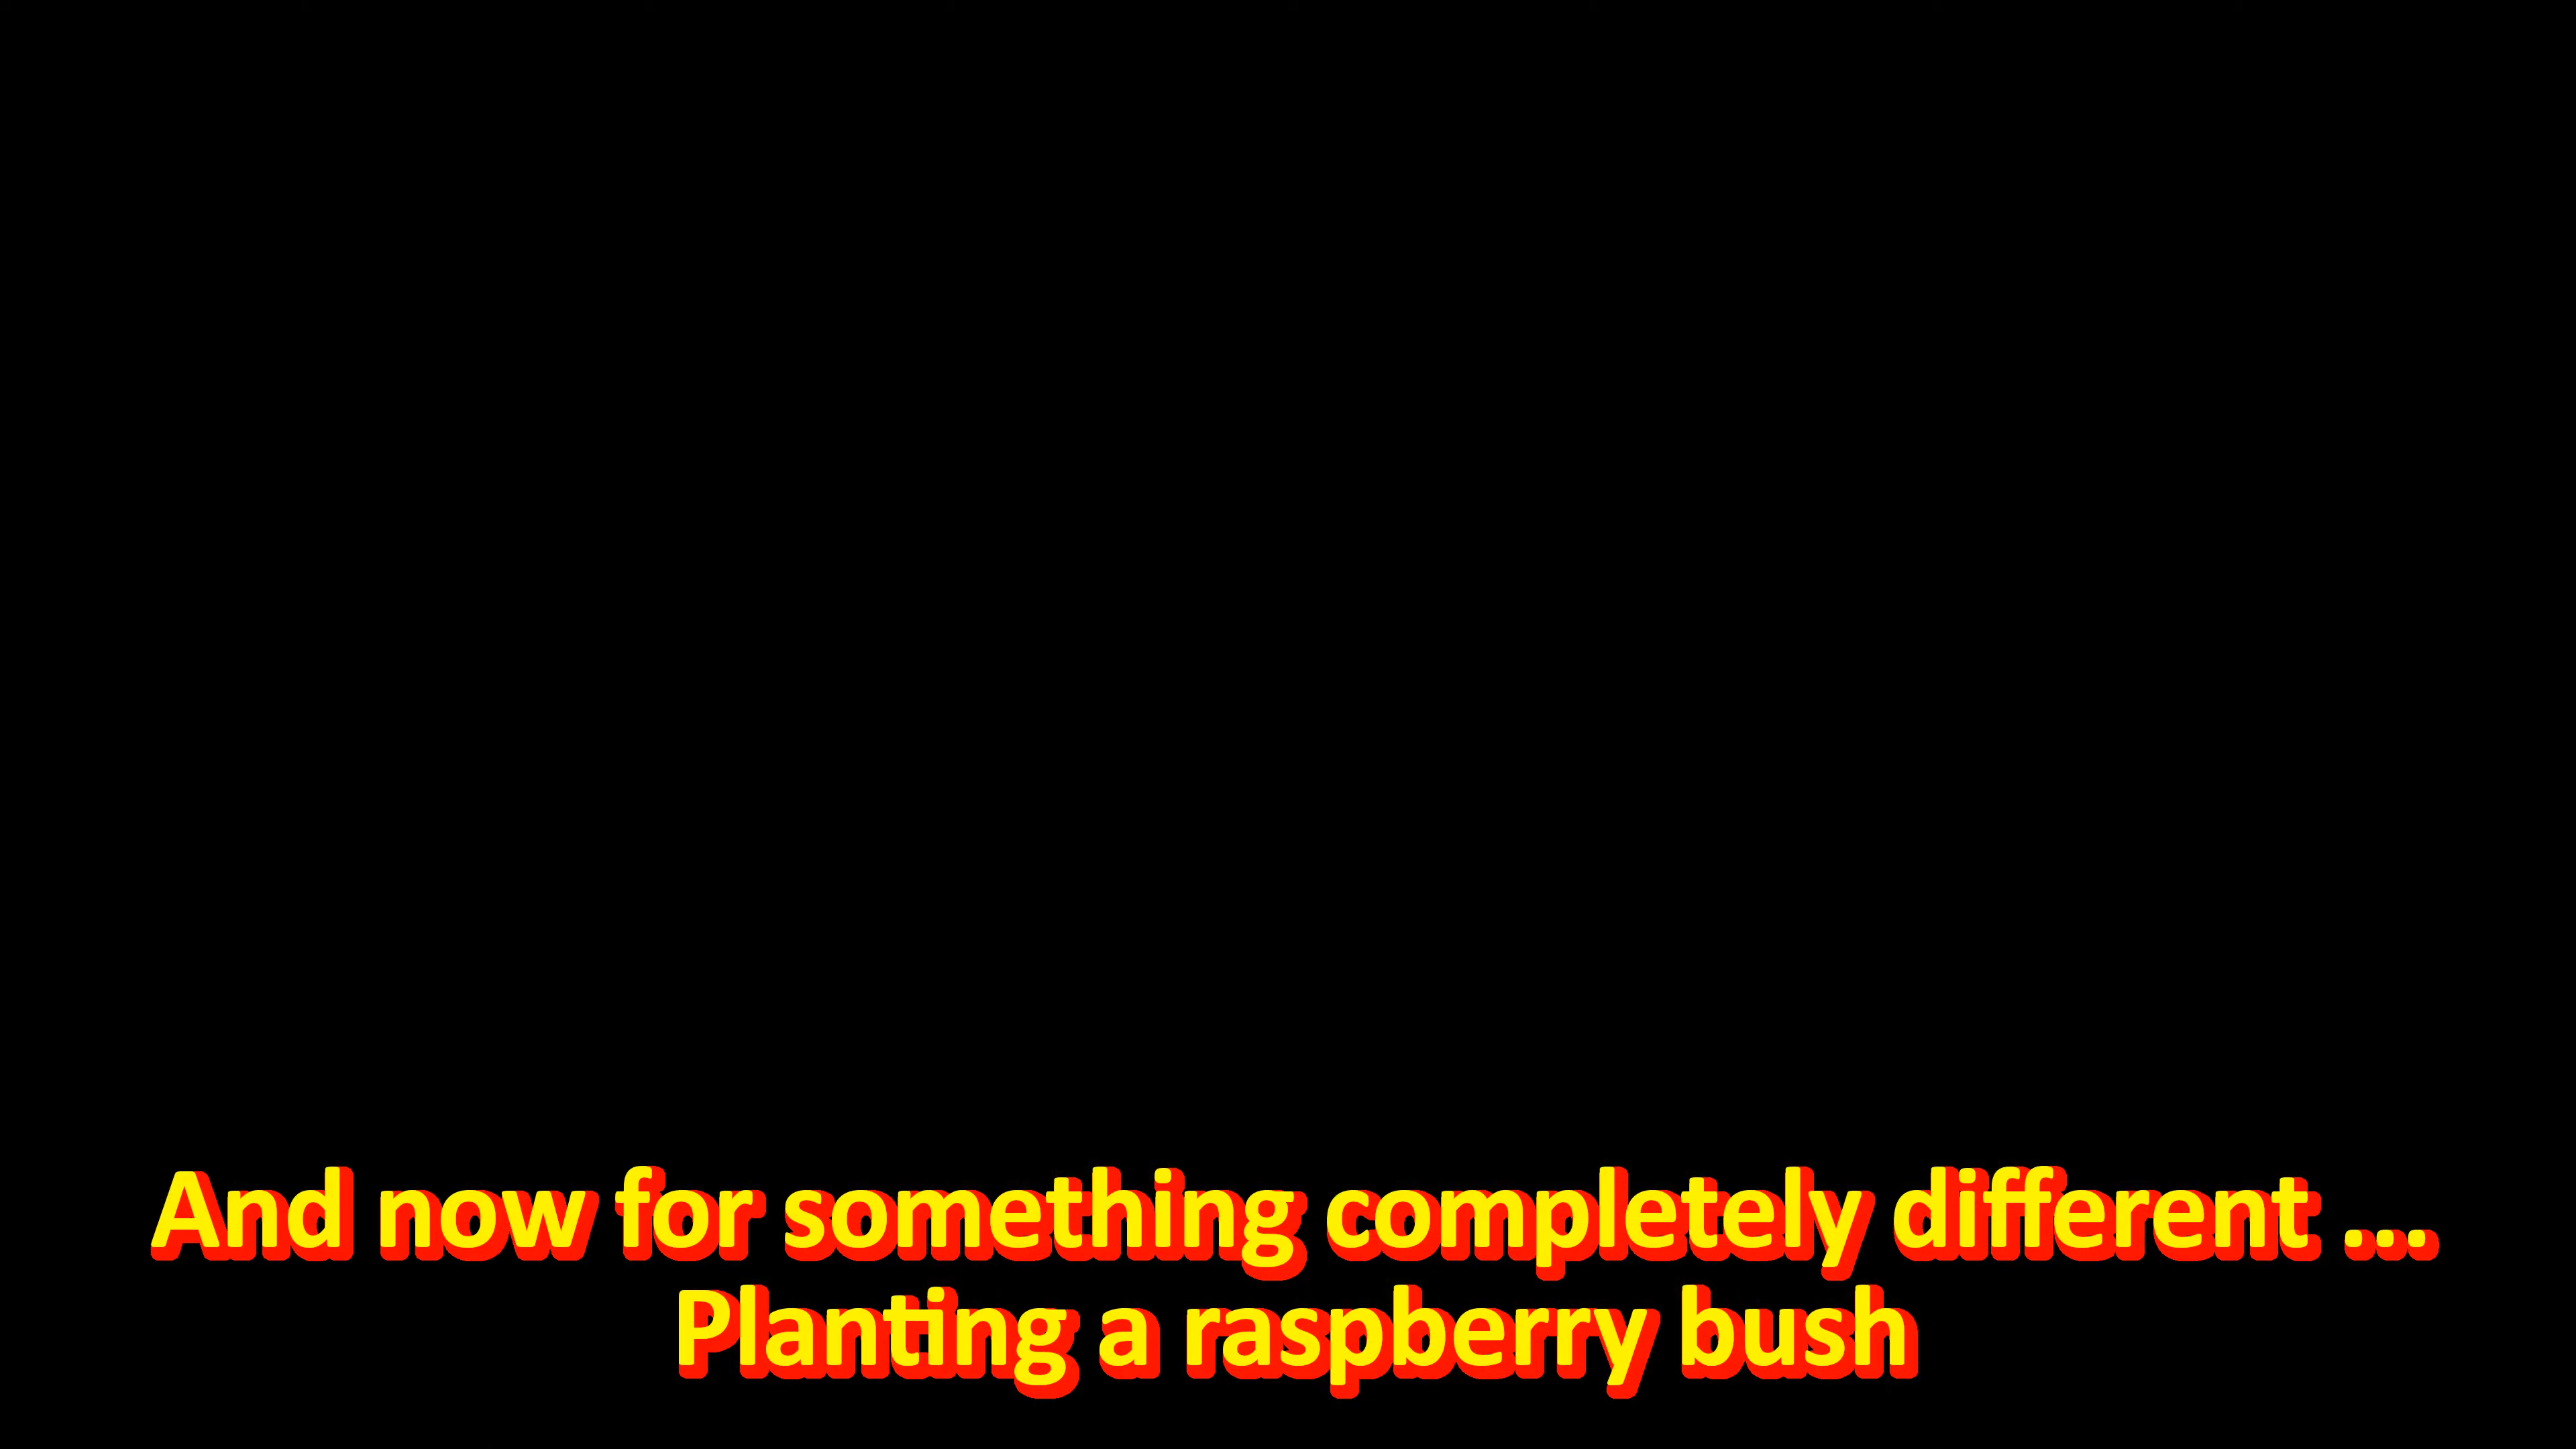 And now for something completely different ...
Planting a raspberry bush